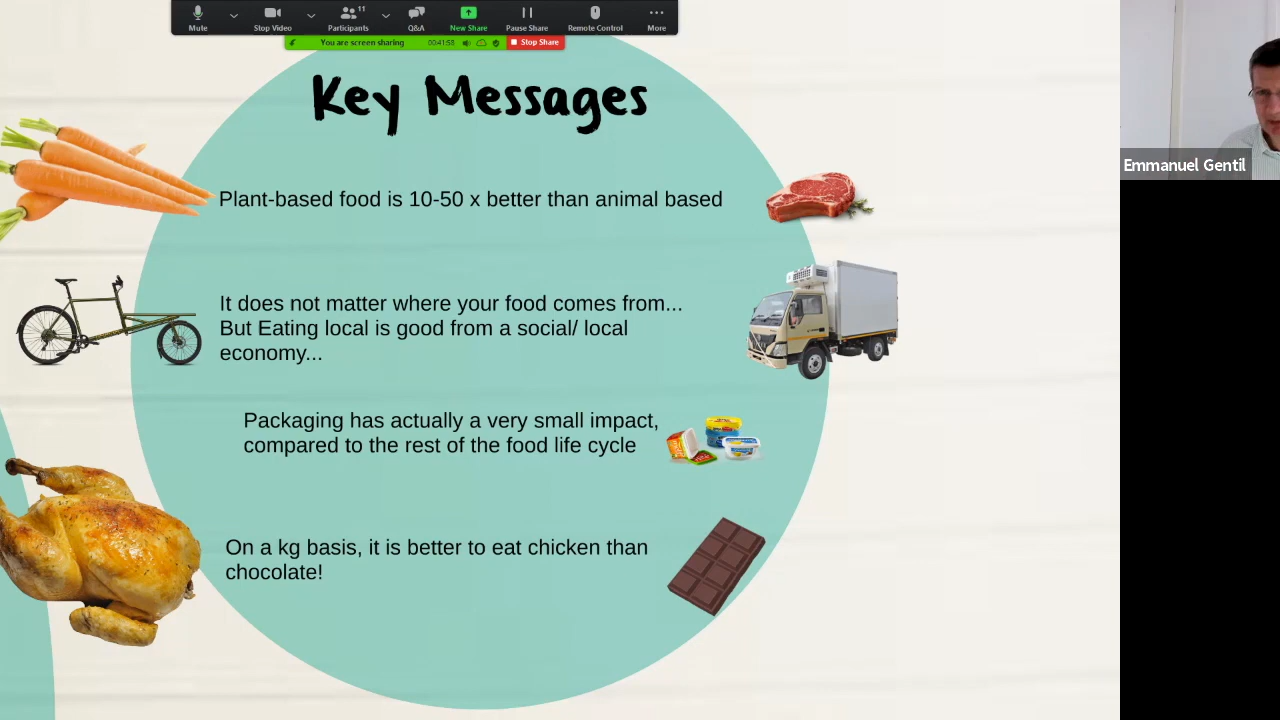 11
Mute
Stop Video
Participants
Q&A
New Share
Pause Share
Remote Control
More
You are screen sharing
00:41:58
Stop Share
Key Messages
Emmanuel Gentil
Plant-based food is 10-50 x better than animal based
It does not matter where your food comes from...
But Eating local is good from a social/ local
economy...
Packaging has actually a very small impact,
compared to the rest of the food life cycle
On a kg basis, it is better to eat chicken than
chocolate!